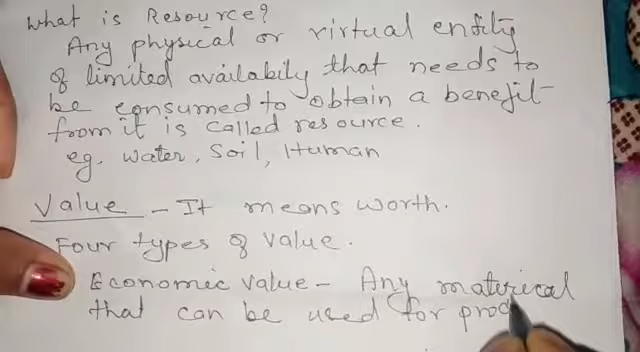 What is Resource?
Any physical or virtual entity
of limited availabily that needs to
be consumed to obtain a benefit
from it is called resource.
eg. Water, Soil, Human
Value - It means worth.
Four types of value.
Economic value - Any material
that can be used for prod